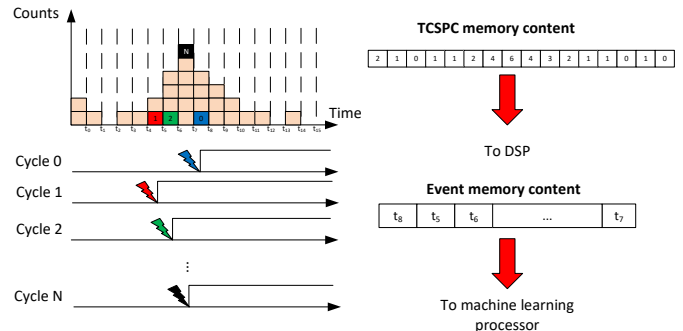 Counts
N
1
2
0
t0 t1 t2 t3 t4 t5 t6 t7 t8 t9 t10 t11 t12 t13 t14 t15
Time
Cycle 0
Cycle 1
Cycle 2
...
Cycle N
TCSPC memory content
2 1 0 1 1 2 4 6 4 3 2 1 1 0 1 0
To DSP
Event memory content
t8 t5 t6 ... t7
To machine learning
processor